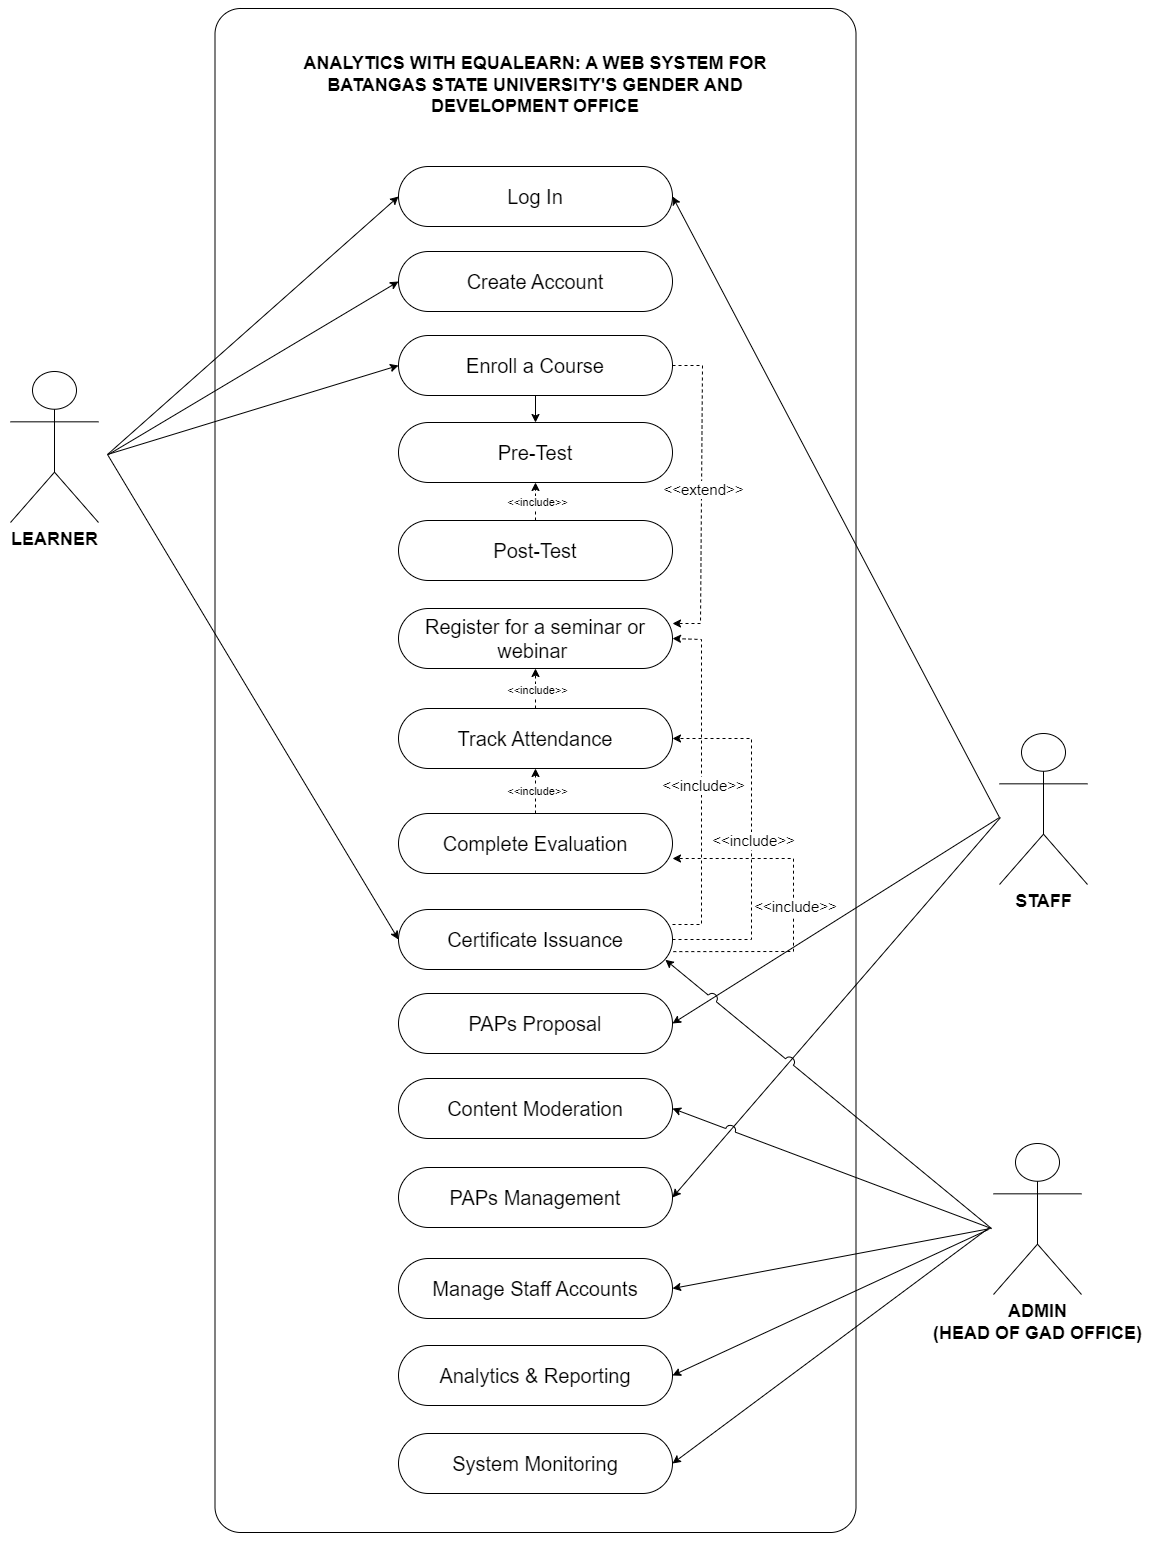 ANALYTICS WITH EQUALEARN: A WEB SYSTEM FOR
BATANGAS STATE UNIVERSITY'S GENDER AND
DEVELOPMENT OFFICE
Log In
Create Account
Enroll a Course
Pre-Test
<<extend>>
<<include>>
LEARNER
Post-Test
Register for a seminar or
webinar
<<include>>
Track Attendance
<<include>>
<<include>>
<<include>>
Complete Evaluation
STAFF
<<include>>
Certificate Issuance
PAPs Proposal
Content Moderation
PAPs Management
Manage Staff Accounts
ADMIN
(HEAD OF GAD OFFICE)
Analytics & Reporting
System Monitoring